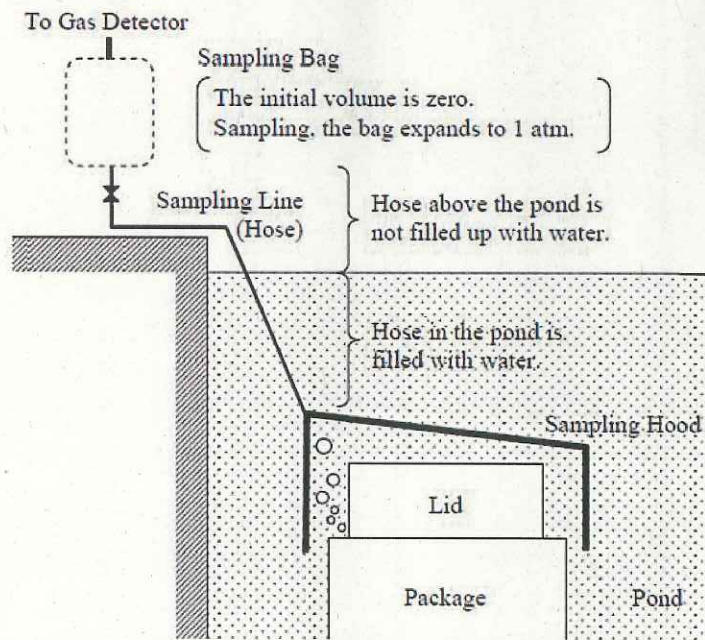 To Gas Detector
Sampling Bag
The initial volume is zero.
Sampling, the bag expands to 1 atm.
Sampling Line
(Hose)
Hose above the pond is
not filled up with water.
Hose in the pond is
filled with water.
Sampling Hood
Lid
Package
Pond